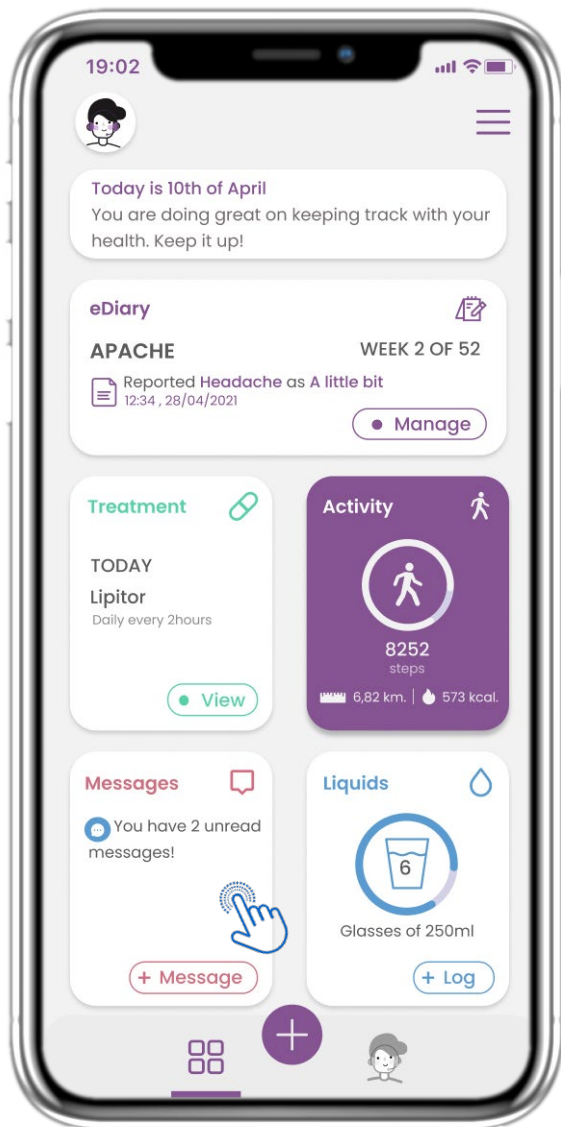 19:02
Today is 10th of April
You are doing great on keeping track with your
health. Keep it up!
eDiary
APACHE
WEEK 2 OF 52
Reported Headache as A little bit
12:34 , 28/04/2021
Manage
Treatment
TODAY
Lipitor
Daily every 2hours
View
Activity
8252
steps
6,82 km. | 573 kcal.
Messages
You have 2 unread
messages!
+ Message
Liquids
6
Glasses of 250ml
+ Log